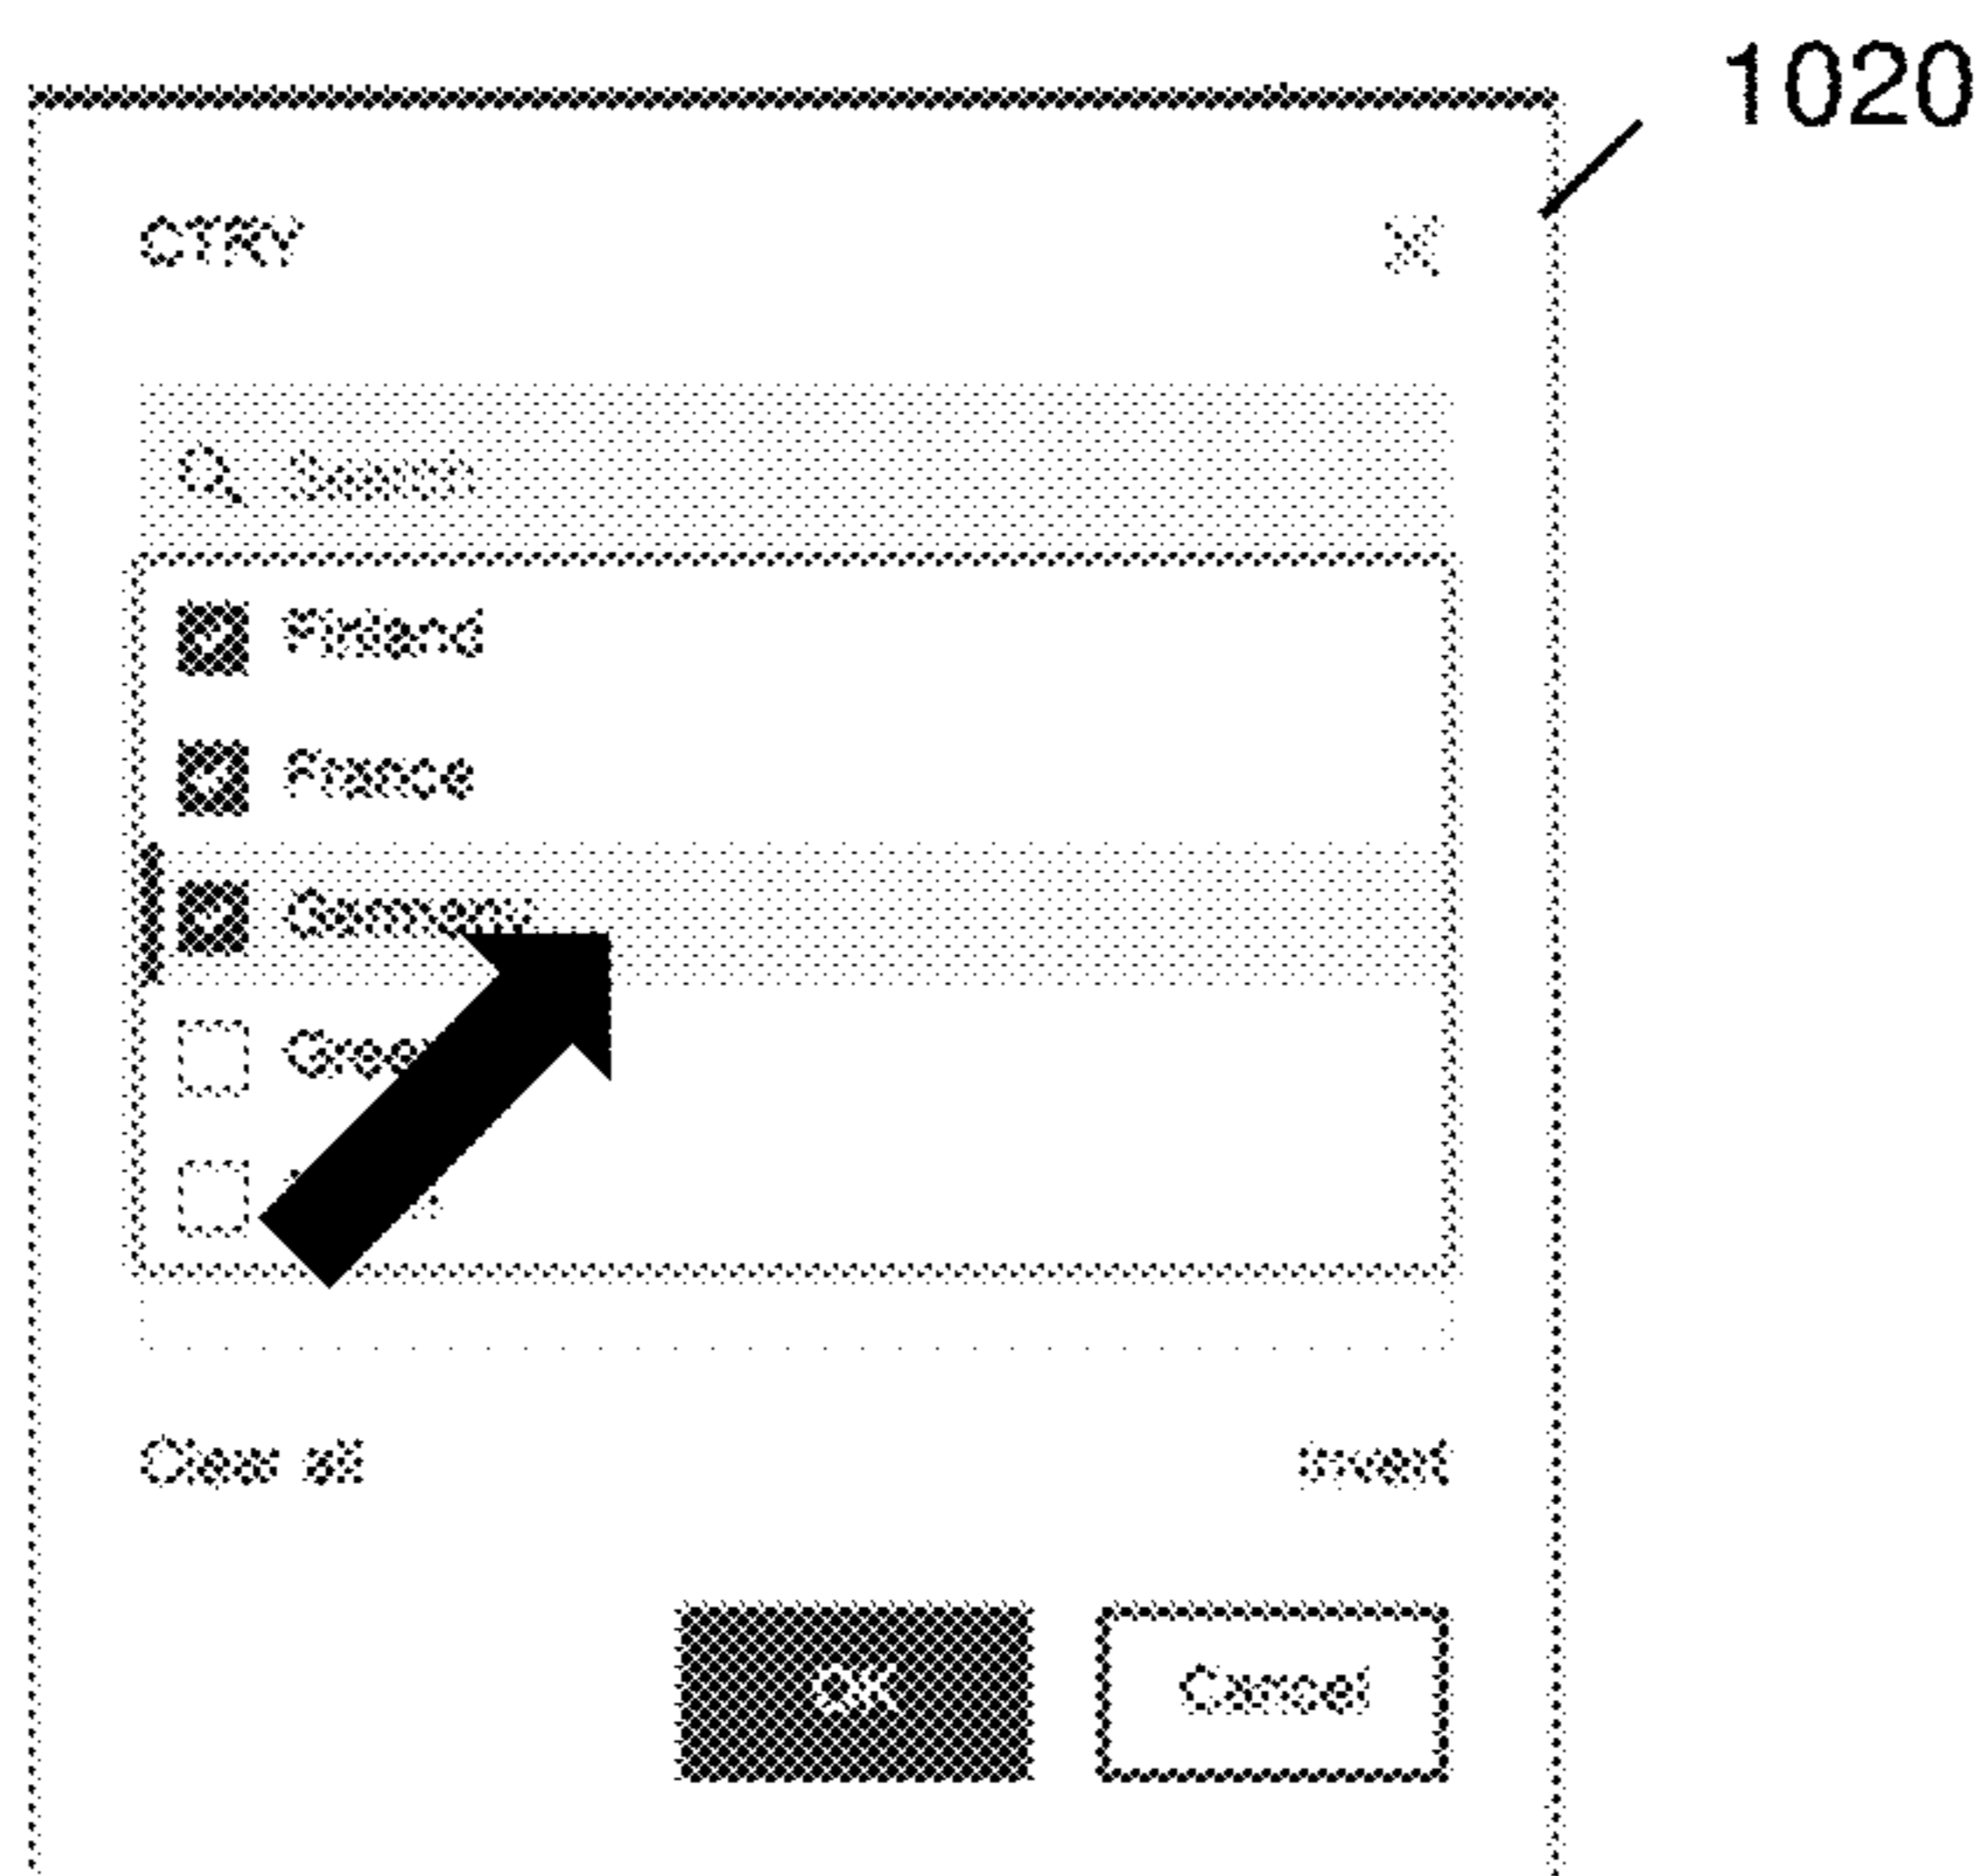 1020
CTRY
Search
Finland
France
Germany
Clear all Invert
OK Cancel